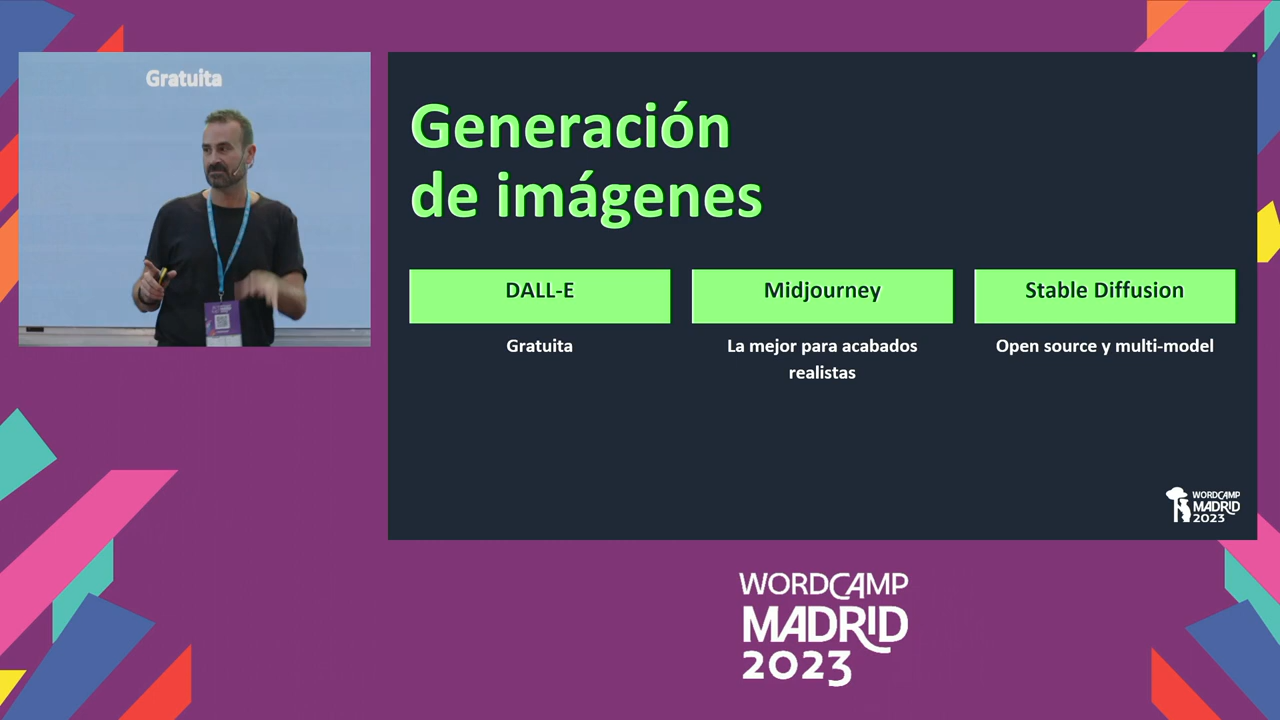 Gratuita
Generación
de imágenes
DALL-E
Gratuita
Midjourney
La mejor para acabados
realistas
Stable Diffusion
Open source y multi-model
WORDCAMP
MADRID
2023
WORDCAMP
MADRID
2023